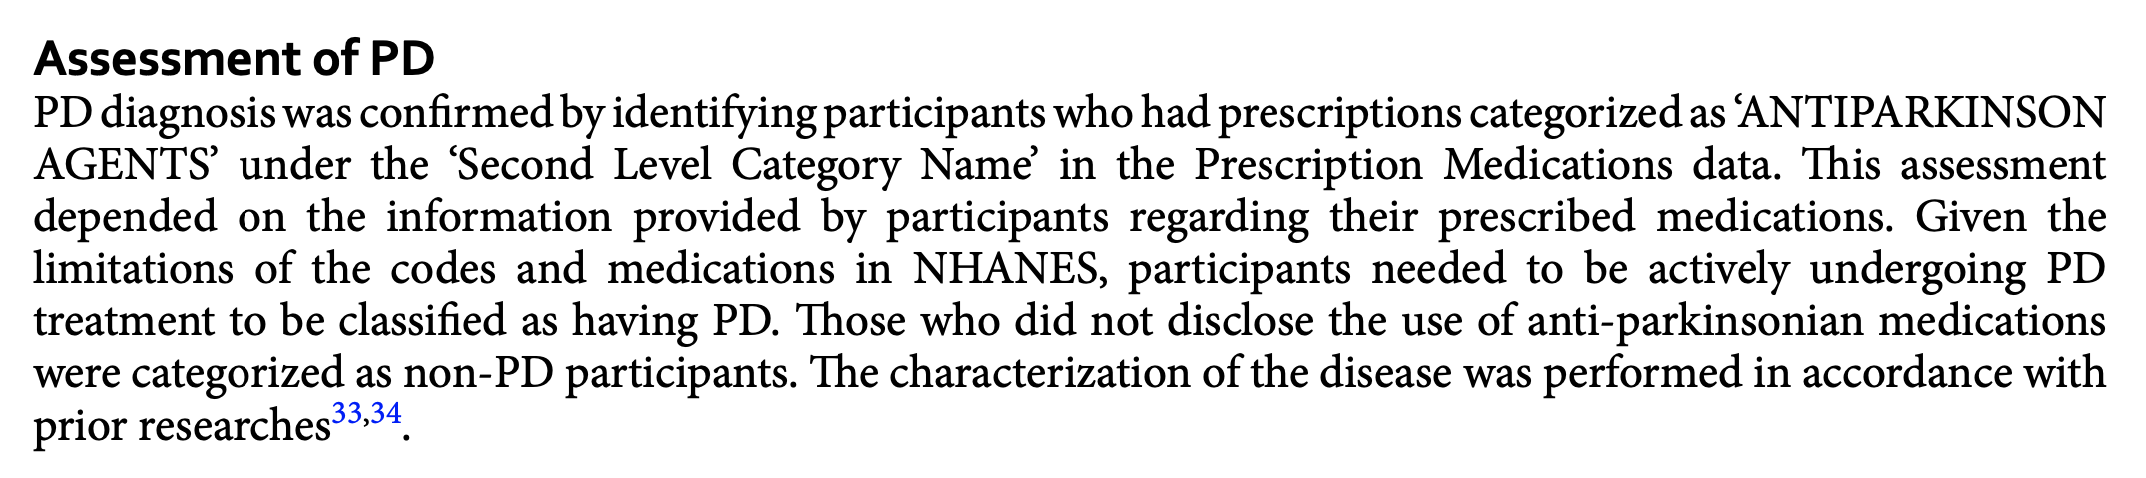 Assessment of PD
PD diagnosis was confirmed by identifying participants who had prescriptions categorized as ‘ANTIPARKINSON
AGENTS’ under the ‘Second Level Category Name’ in the Prescription Medications data. This assessment
depended on the information provided by participants regarding their prescribed medications. Given the
limitations of the codes and medications in NHANES, participants needed to be actively undergoing PD
treatment to be classified as having PD. Those who did not disclose the use of anti-parkinsonian medications
were categorized as non-PD participants. The characterization of the disease was performed in accordance with
prior researches33,34.